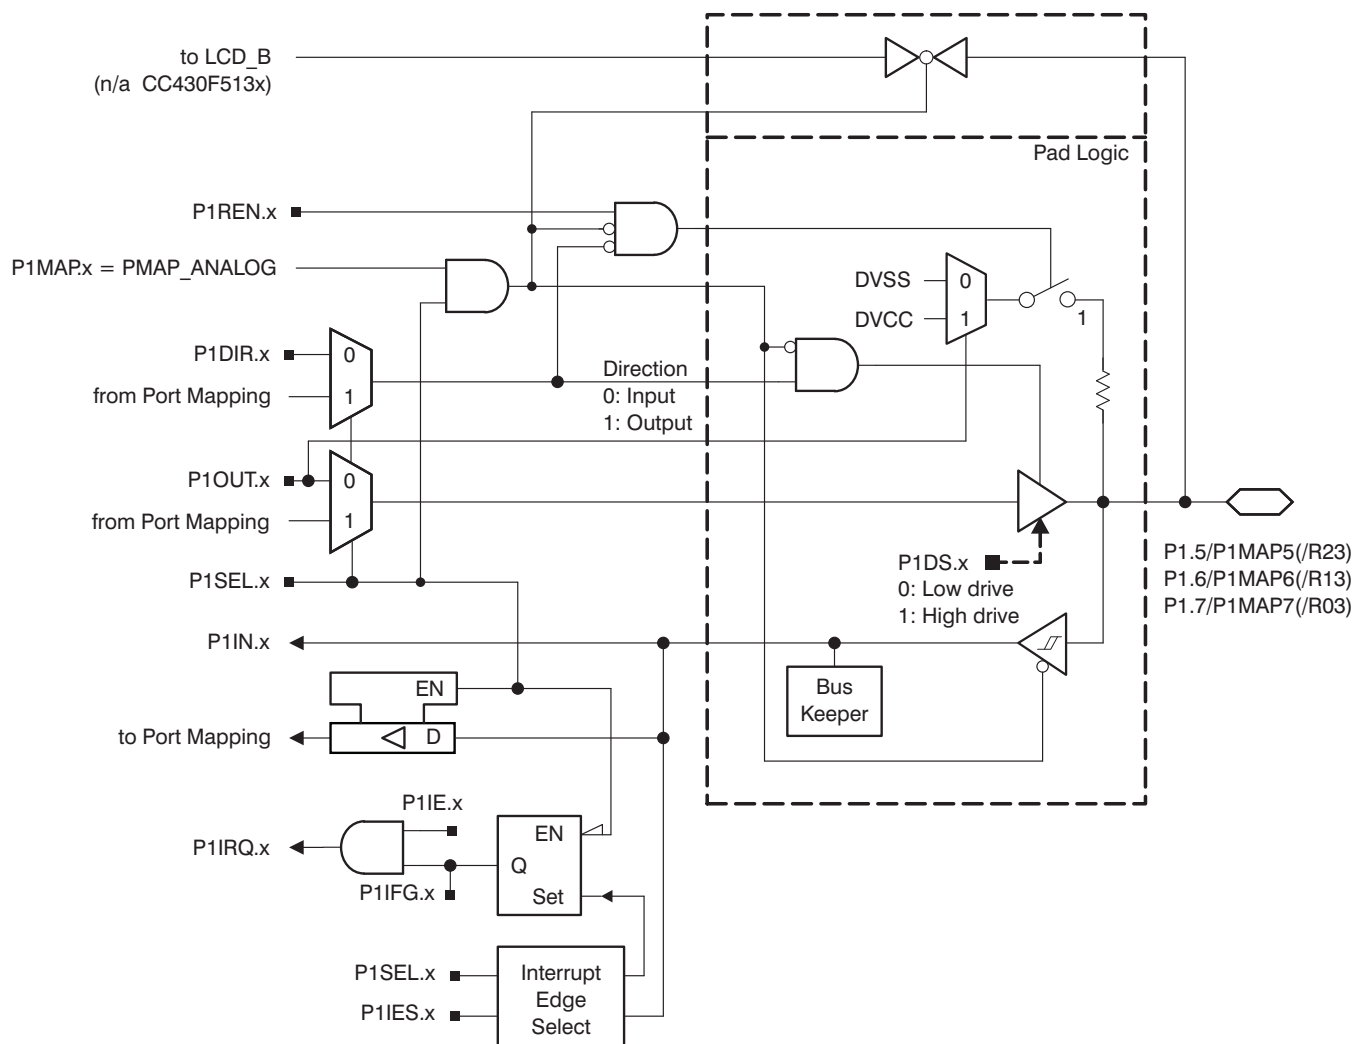 to LCD_B
(n/a CC430F513x)
Pad Logic
P1REN.x
P1MAP.x = PMAP_ANALOG
DVSS
0
DVCC
1
1
P1DIR.x
0
from Port Mapping
1
Direction
0: Input
1: Output
P1OUT.x
0
from Port Mapping
1
P1SEL.x
P1DS.x
0: Low drive
1: High drive
P1.5/P1MAP5(/R23)
P1.6/P1MAP6(/R13)
P1.7/P1MAP7(/R03)
P1IN.x
EN
Bus
Keeper
to Port Mapping
D
P1IE.x
EN
P1IRQ.x
Q
P1IFG.x
Set
P1SEL.x
P1IES.x
Interrupt
Edge
Select